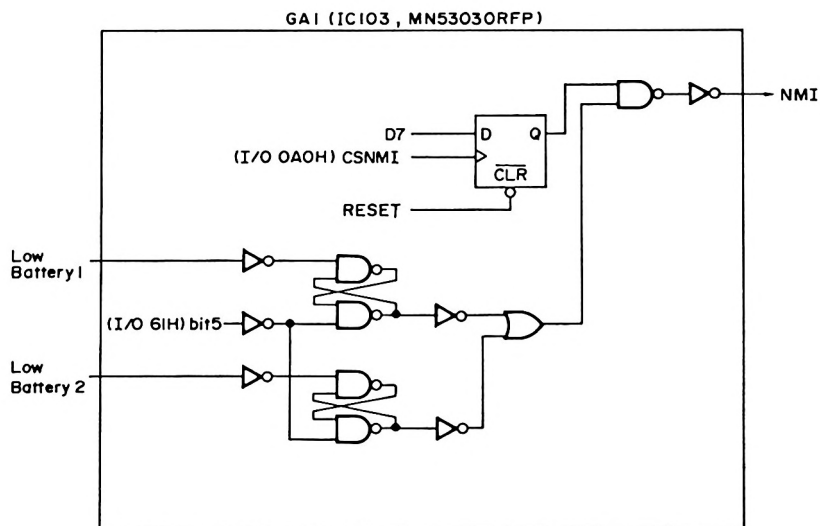 GA1 (IC103, MN53030RFP)
NMI
D7
D
Q
(I/O 0A0H) CSNMI
CLR
RESET
Low
Battery 1
(I/O 61H) bit5
Low
Battery 2